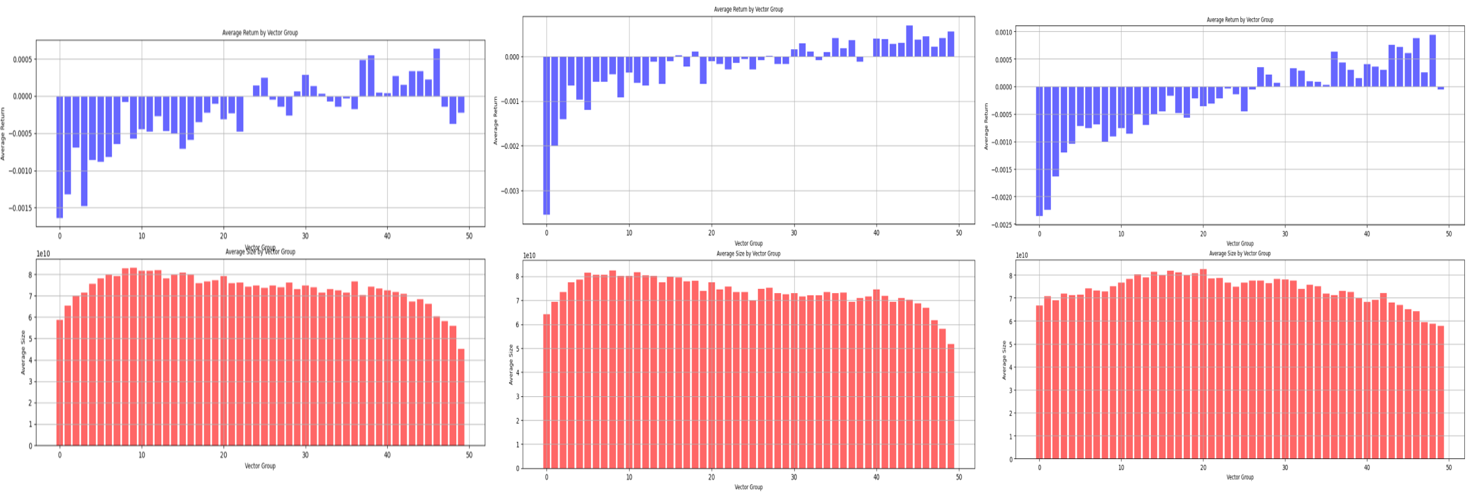 Average Return by Vector Group
0.0005
0.0000
−0.0005
−0.0010
−0.0015
Average Return
0 10 20 30 40 50
Vector Group
Average Size by Vector Group
1e10
8
7
6
5
4
3
2
1
0
Average Size
0 10 20 30 40 50
Vector Group
Average Return by Vector Group
0.000
−0.001
−0.002
−0.003
Average Return
0 10 20 30 40 50
Vector Group
Average Size by Vector Group
1e10
8
7
6
5
4
3
2
1
0
Average Size
0 10 20 30 40 50
Vector Group
Average Return by Vector Group
0.0010
0.0005
0.0000
−0.0005
−0.0010
−0.0015
−0.0020
−0.0025
Average Return
0 10 20 30 40 50
Vector Group
Average Size by Vector Group
1e10
8
7
6
5
4
3
2
1
0
Average Size
0 10 20 30 40 50
Vector Group